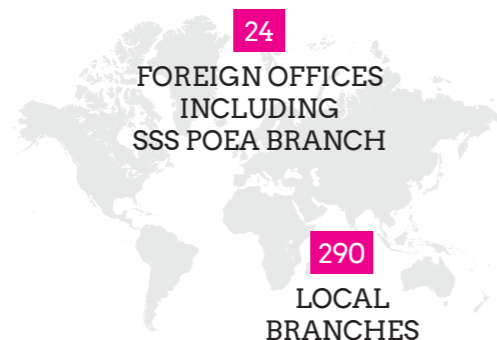 24
FOREIGN OFFICES
INCLUDING
SSS POEA BRANCH
290
LOCAL
BRANCHES